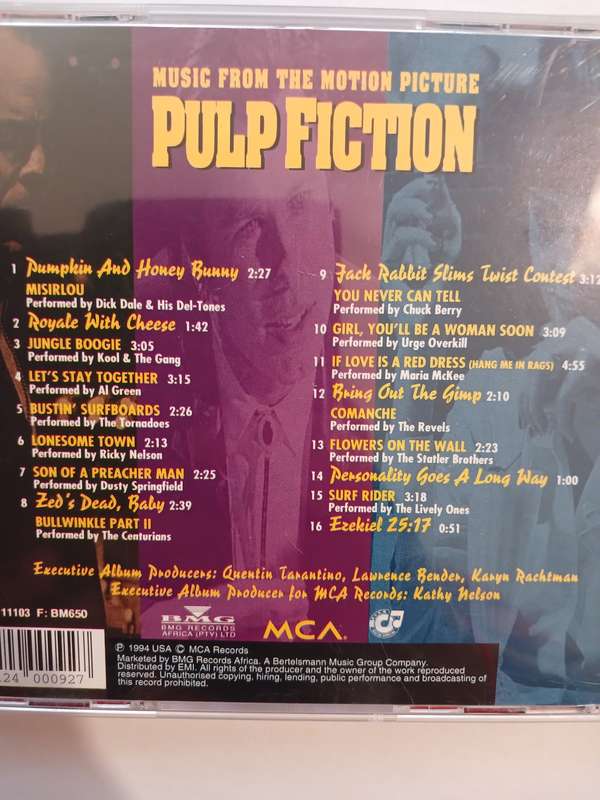 MUSIC FROM THE MOTION PICTURE
PULP FICTION
1 Pumpkin And Honey Bunny 2:27
MISIRLOU
Performed by Dick Dale & His Del-Tones
2 Royale With Cheese 1:42
3 JUNGLE BOOGIE 3:05
Performed by Kool & The Gang
4 LET'S STAY TOGETHER 3:15
Performed by Al Green
5 BUSTIN' SURFBOARDS 2:26
Performed by The Tornadoes
6 LONESOME TOWN 2:13
Performed by Ricky Nelson
7 SON OF A PREACHER MAN 2:25
Performed by Dusty Springfield
8 Zed's Dead, Baby 2:39
BULLWINKLE PART II
Performed by The Centurians
9 Jack Rabbit Slims Twist Contest 3:12
YOU NEVER CAN TELL
Performed by Chuck Berry
10 GIRL, YOU'LL BE A WOMAN SOON 3:09
Performed by Urge Overkill
11 IF LOVE IS A RED DRESS (HANG ME IN RAGS) 4:55
Performed by Maria McKee
12 Bring Out The Gimp 2:10
COMANCHE
Performed by The Revels
13 FLOWERS ON THE WALL 2:23
Performed by The Statler Brothers
14 Personality Goes A Long Way 1:00
15 SURF RIDER 3:18
Performed by The Lively Ones
16 Ezekiel 25:17 0:51
Executive Album Producers: Quentin Tarantino, Lawrence Bender, Karyn Rachtman
Executive Album Producer for MCA Records: Kathy Nelson
11103 F: BM650
BMG
BMG RECORDS
AFRICA (PTY) LTD
MCA
24 000927
℗ 1994 USA © MCA Records
Marketed by BMG Records Africa. A Bertelsmann Music Group Company.
Distributed by EMI. All rights of the producer and the owner of the work reproduced
reserved. Unauthorised copying, hiring, lending, public performance and broadcasting of
this record prohibited.